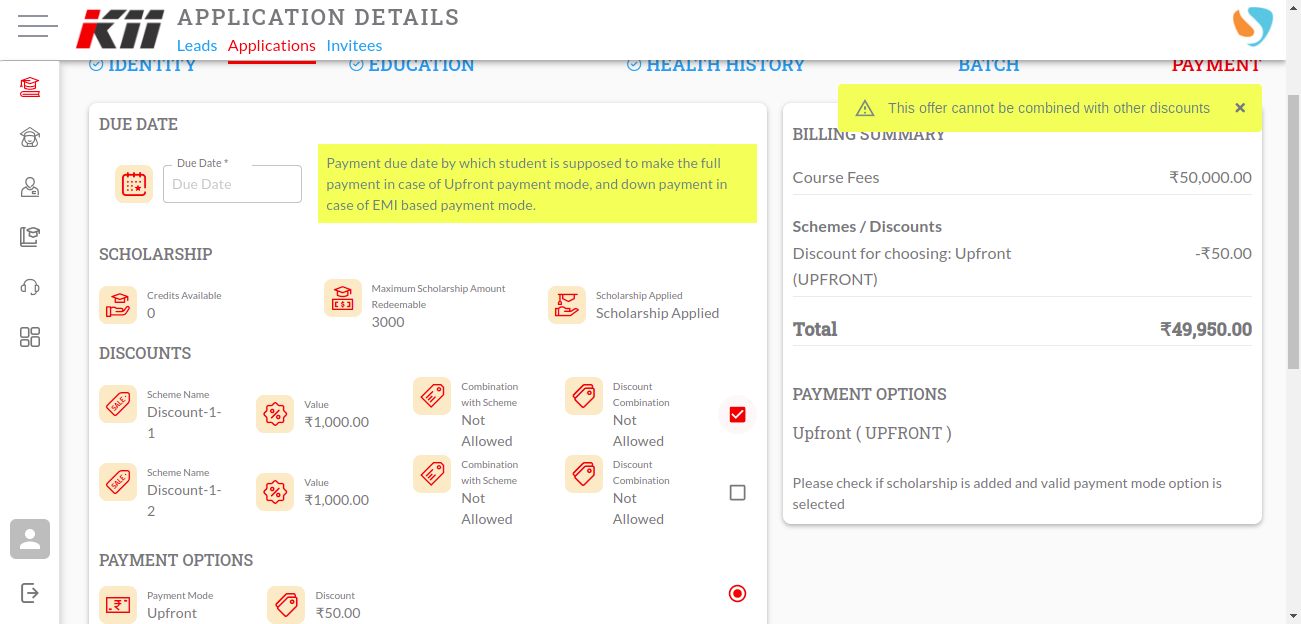 KII
APPLICATION DETAILS
Leads Applications Invitees
IDENTITY
EDUCATION
HEALTH HISTORY
BATCH
PAYMENT
This offer cannot be combined with other discounts
DUE DATE
Due Date *
Due Date
Payment due date by which student is supposed to make the full
payment in case of Upfront payment mode, and down payment in
case of EMI based payment mode.
SCHOLARSHIP
Credits Available
0
Maximum Scholarship Amount
Redeemable
3000
Scholarship Applied
Scholarship Applied
DISCOUNTS
SALE
Scheme Name
Discount-1-
1
Value
₹1,000.00
Combination
with Scheme
Not
Allowed
Discount
Combination
Not
Allowed
SALE
Scheme Name
Discount-1-
2
Value
₹1,000.00
Combination
with Scheme
Not
Allowed
Discount
Combination
Not
Allowed
PAYMENT OPTIONS
Payment Mode
Upfront
Discount
₹50.00
BILLING SUMMARY
Course Fees ₹50,000.00
Schemes / Discounts
Discount for choosing: Upfront -₹50.00
(UPFRONT)
Total ₹49,950.00
PAYMENT OPTIONS
Upfront ( UPFRONT )
Please check if scholarship is added and valid payment mode option is
selected